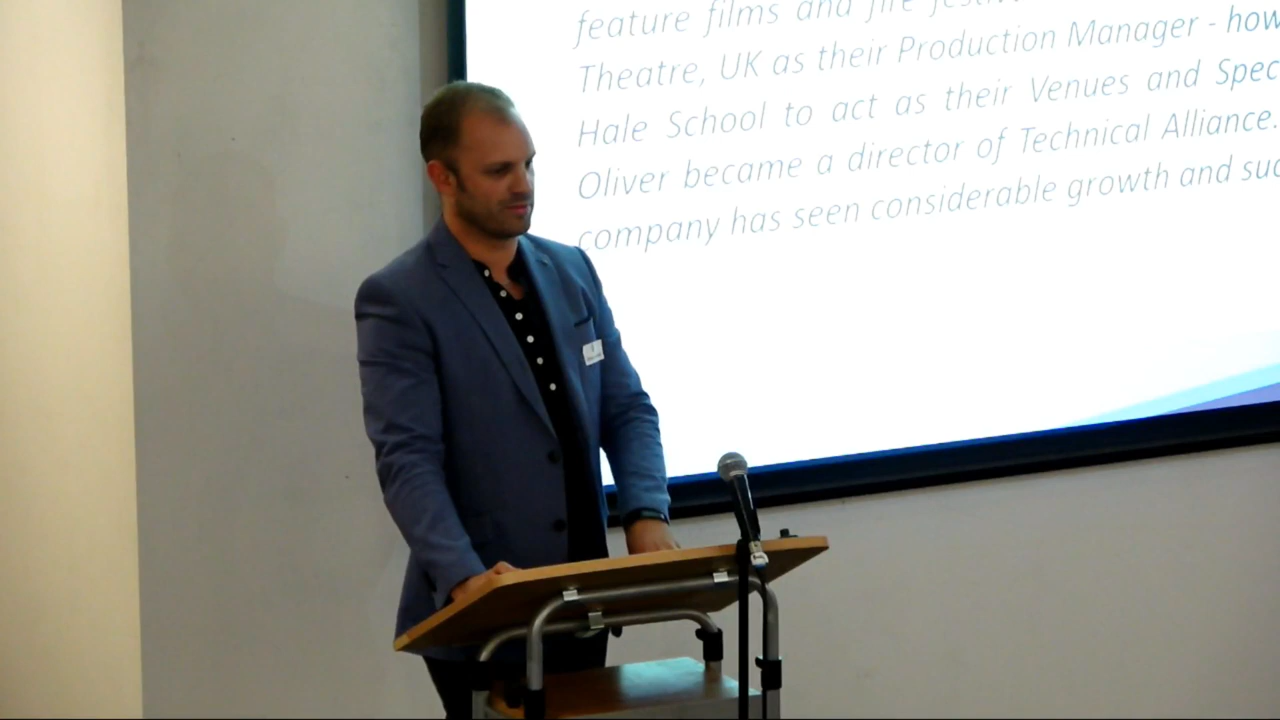 feature films and fire
Theatre, UK as their Production Manager - how
Hale School to act as their Venues and Spec
Oliver became a director of Technical Alliance.
company has seen considerable growth and suc